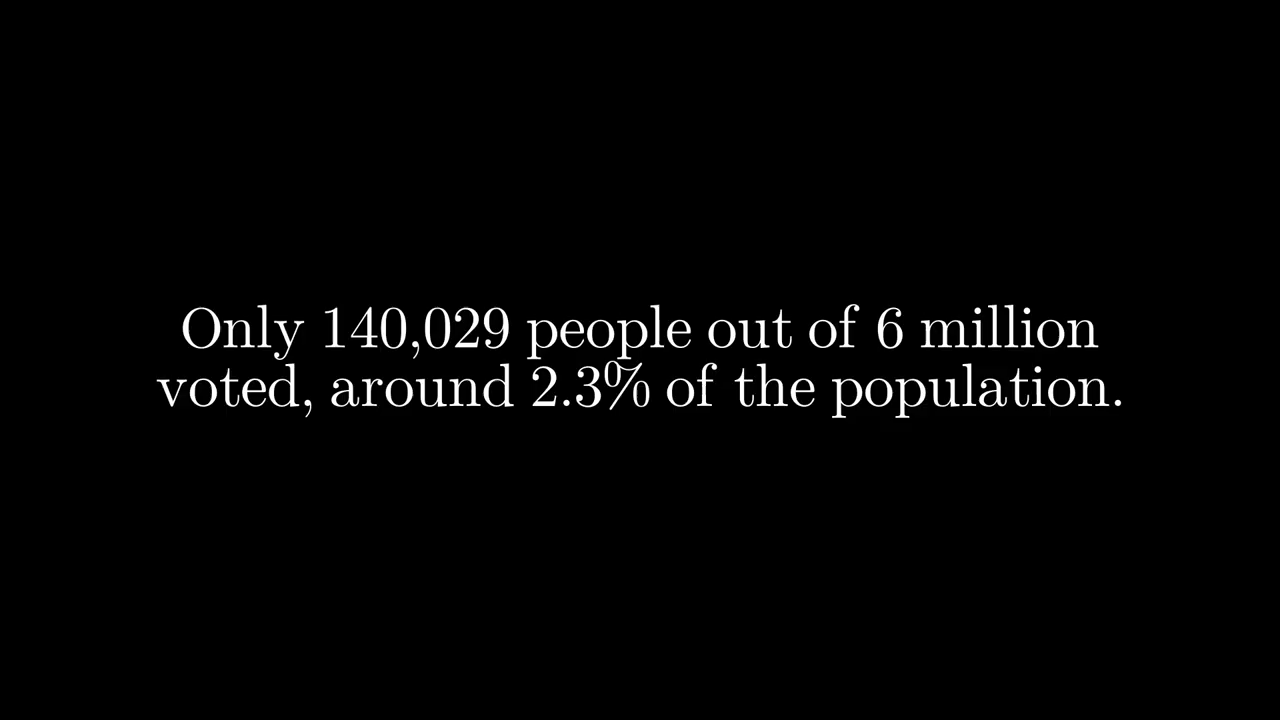 Only 140,029 people out of 6 million
voted, around 2.3% of the population.